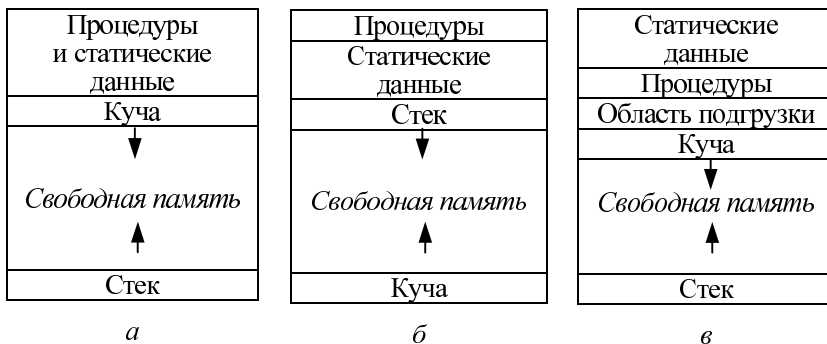 Процедуры
и статические
данные
Куча
Свободная память
Стек
а
Процедуры
Статические
данные
Стек
Свободная память
Куча
б
Статические
данные
Процедуры
Область подгрузки
Куча
Свободная память
Стек
в